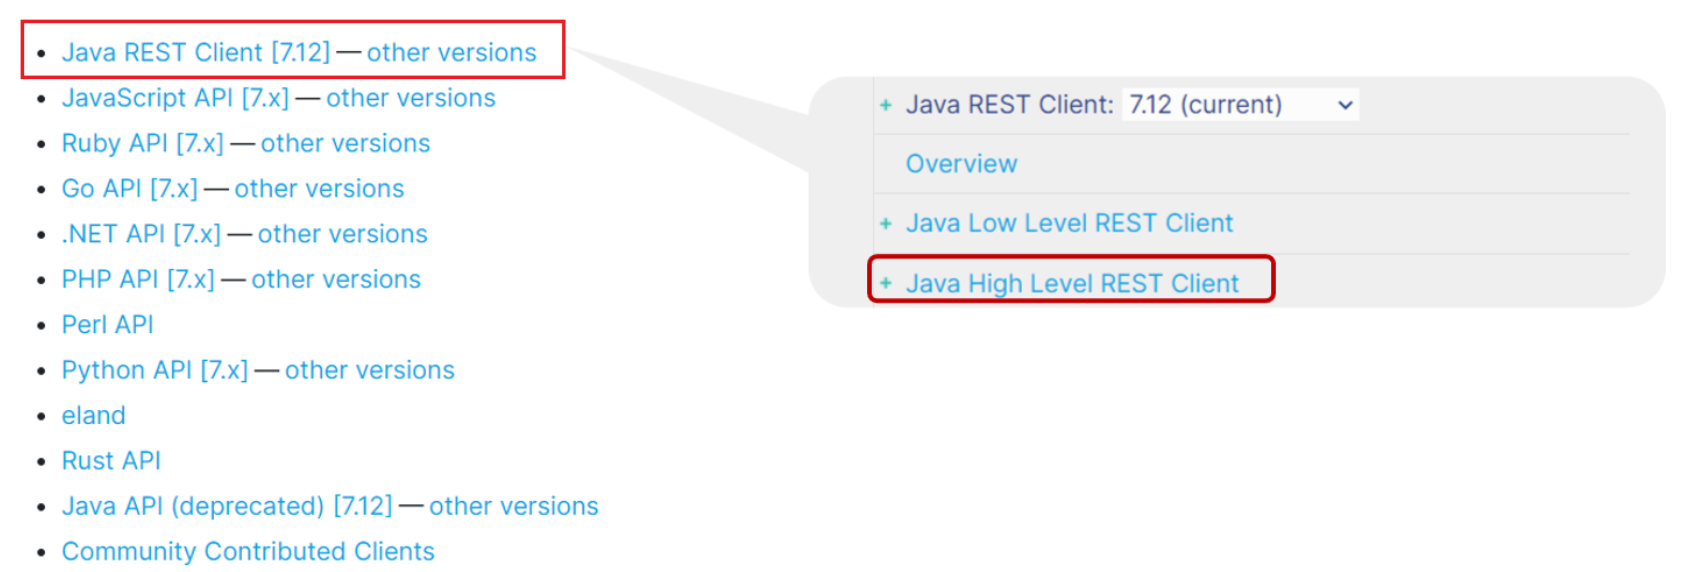 • Java REST Client [7.12] — other versions
• JavaScript API [7.x] — other versions
• Ruby API [7.x] — other versions
• Go API [7.x] — other versions
• .NET API [7.x] — other versions
• PHP API [7.x] — other versions
• Perl API
• Python API [7.x] — other versions
• eland
• Rust API
• Java API (deprecated) [7.12] — other versions
• Community Contributed Clients
+ Java REST Client: 7.12 (current)
Overview
+ Java Low Level REST Client
+ Java High Level REST Client